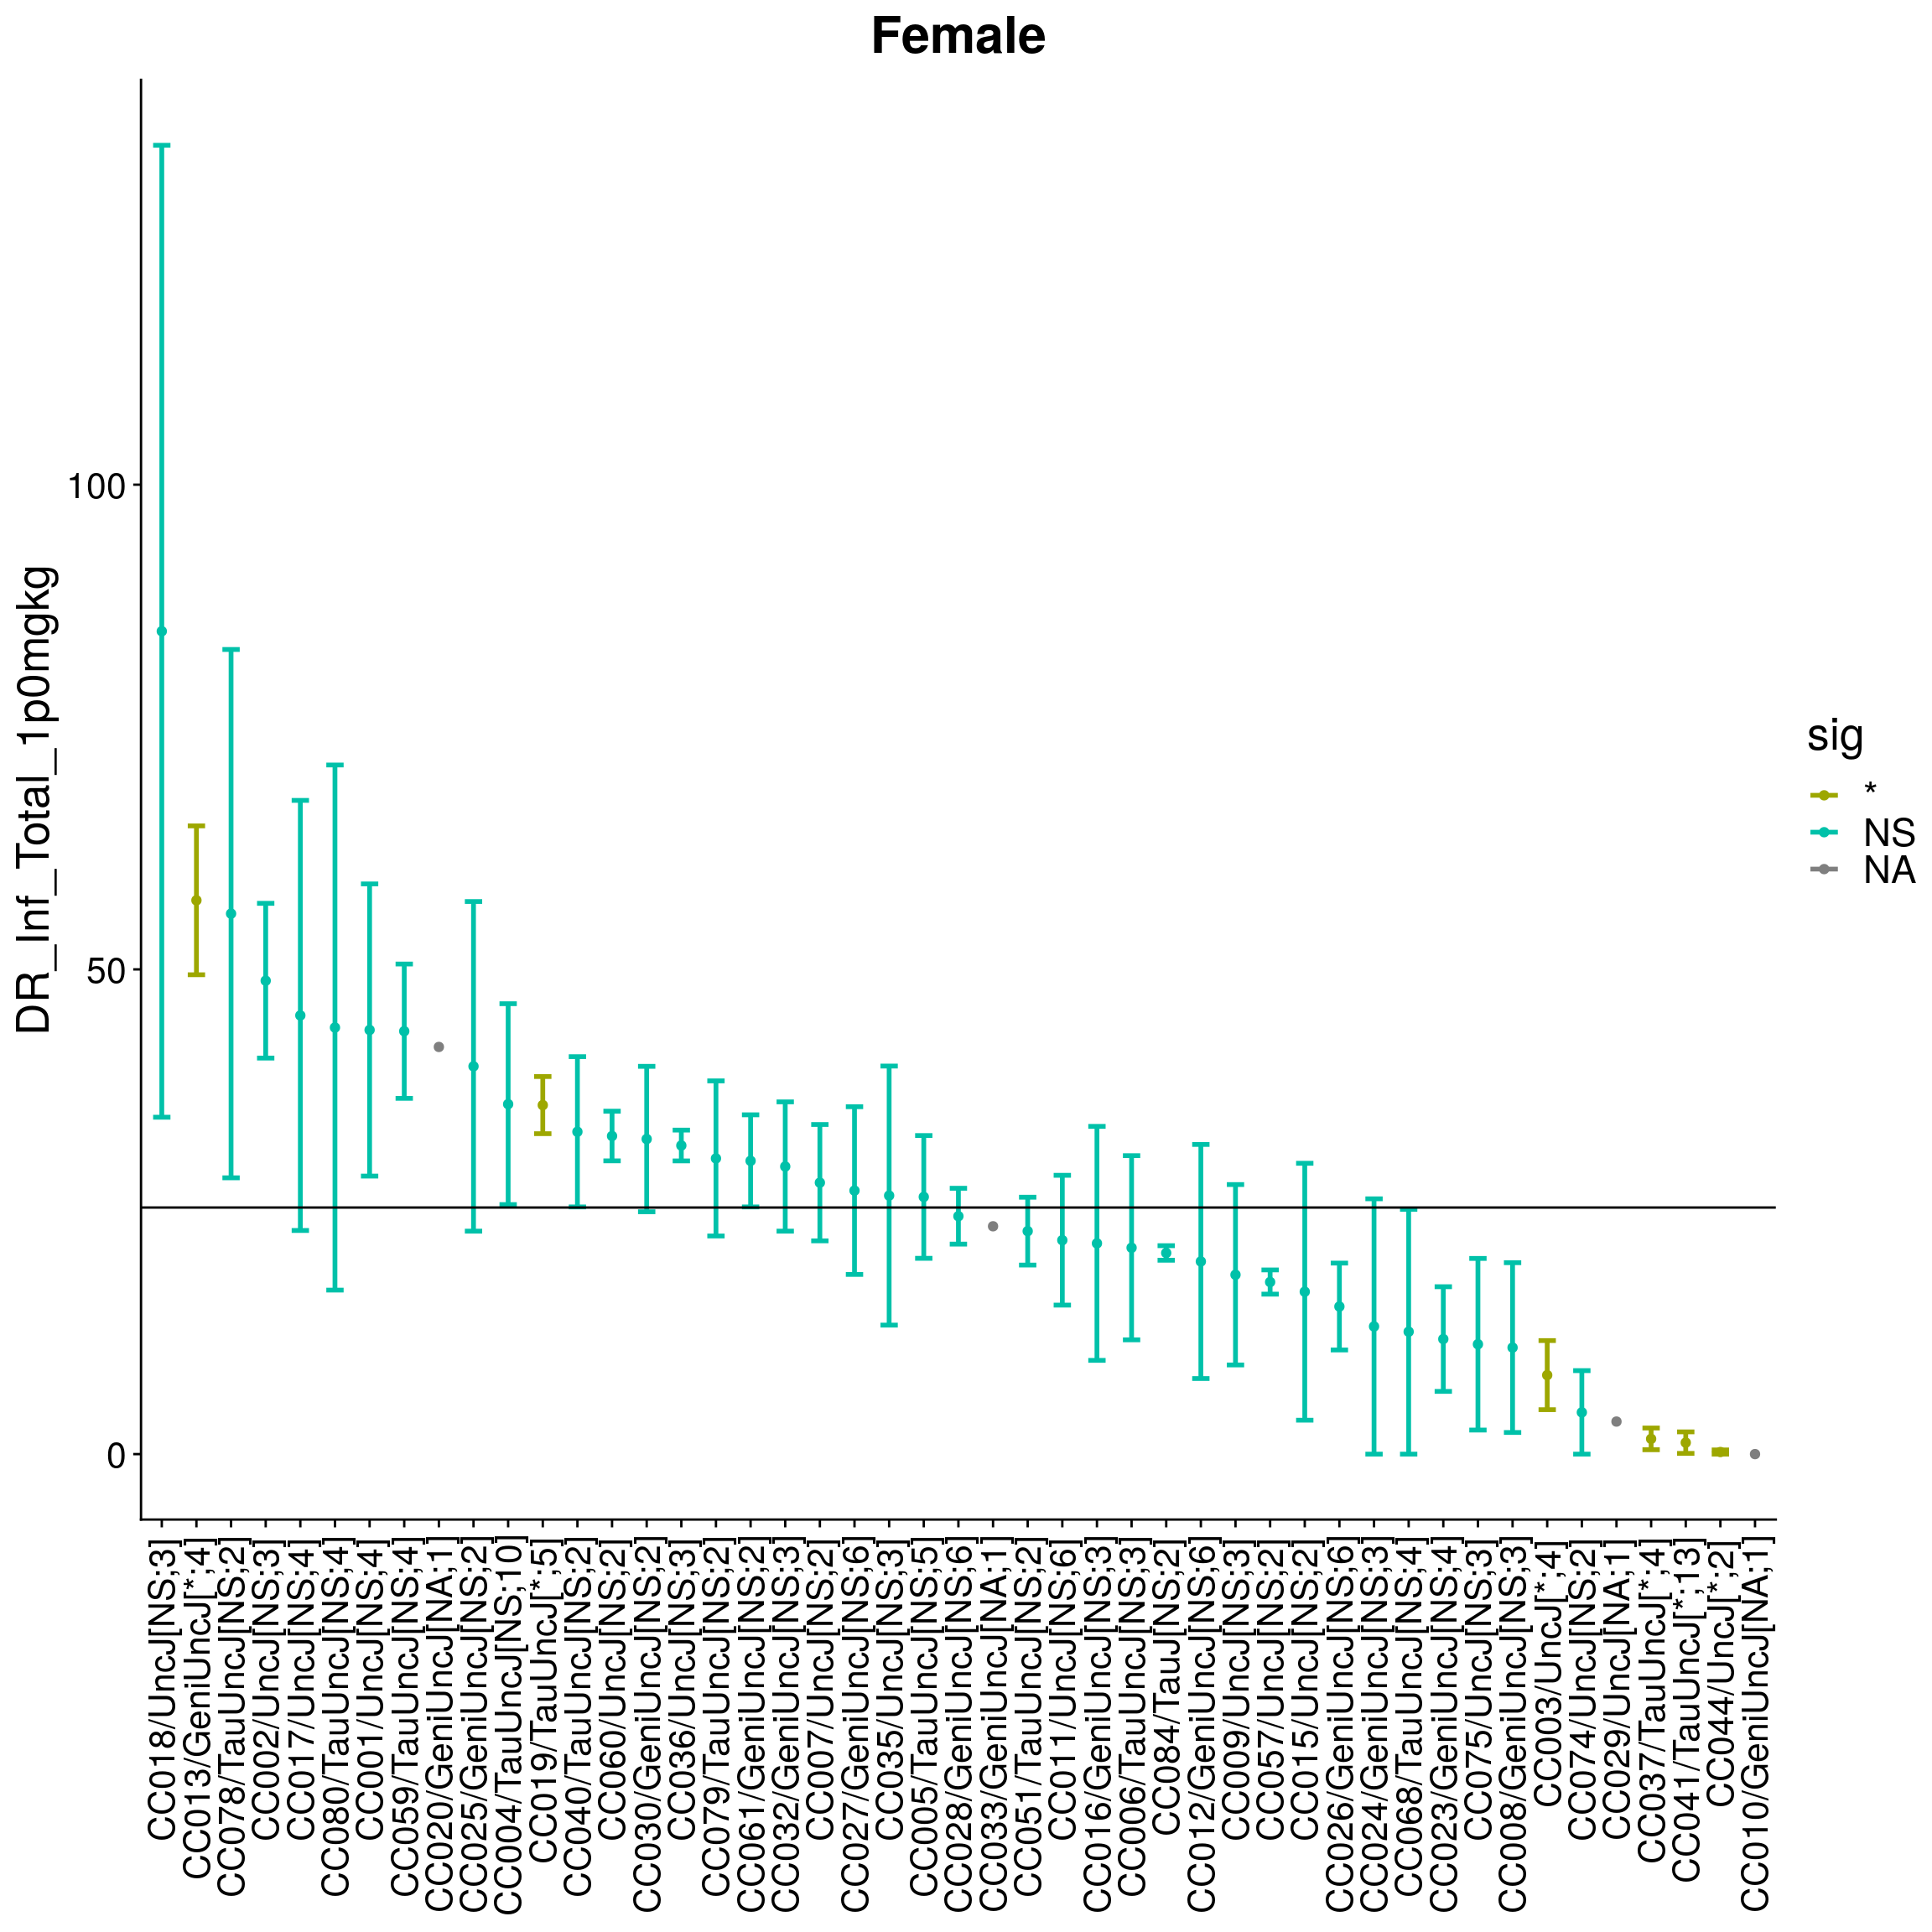 Female
DR_Inf_Total_1p0mgkg
100
50
0
CC018/UncJ[NS;3]
CC013/GeniUncJ[*;4]
CC078/TauUncJ[NS;2]
CC002/UncJ[NS;3]
CC017/UncJ[NS;4]
CC080/TauUncJ[NS;4]
CC001/UncJ[NS;4]
CC059/TauUncJ[NS;4]
CC020/GeniUncJ[NA;1]
CC025/GeniUncJ[NS;2]
CC004/TauUncJ[NS;10]
CC019/TauUncJ[*;5]
CC040/TauUncJ[NS;2]
CC060/UncJ[NS;2]
CC030/GeniUncJ[NS;2]
CC036/UncJ[NS;3]
CC079/TauUncJ[NS;2]
CC061/GeniUncJ[NS;2]
CC032/GeniUncJ[NS;3]
CC007/UncJ[NS;2]
CC027/GeniUncJ[NS;6]
CC035/UncJ[NS;3]
CC005/TauUncJ[NS;5]
CC028/GeniUncJ[NS;6]
CC033/GeniUncJ[NA;1]
CC051/TauUncJ[NS;2]
CC011/UncJ[NS;6]
CC016/GeniUncJ[NS;3]
CC006/TauUncJ[NS;3]
CC084/TauJ[NS;2]
CC012/GeniUncJ[NS;6]
CC009/UncJ[NS;3]
CC057/UncJ[NS;2]
CC015/UncJ[NS;2]
CC026/GeniUncJ[NS;6]
CC024/GeniUncJ[NS;3]
CC068/TauUncJ[NS;4]
CC023/GeniUncJ[NS;4]
CC075/UncJ[NS;3]
CC008/GeniUncJ[NS;3]
CC003/UncJ[*;4]
CC074/UncJ[NS;2]
CC029/UncJ[NA;1]
CC037/TauUncJ[*;4]
CC041/TauUncJ[*;13]
CC044/UncJ[*;2]
CC010/GeniUncJ[NA;1]
sig
*
NS
NA